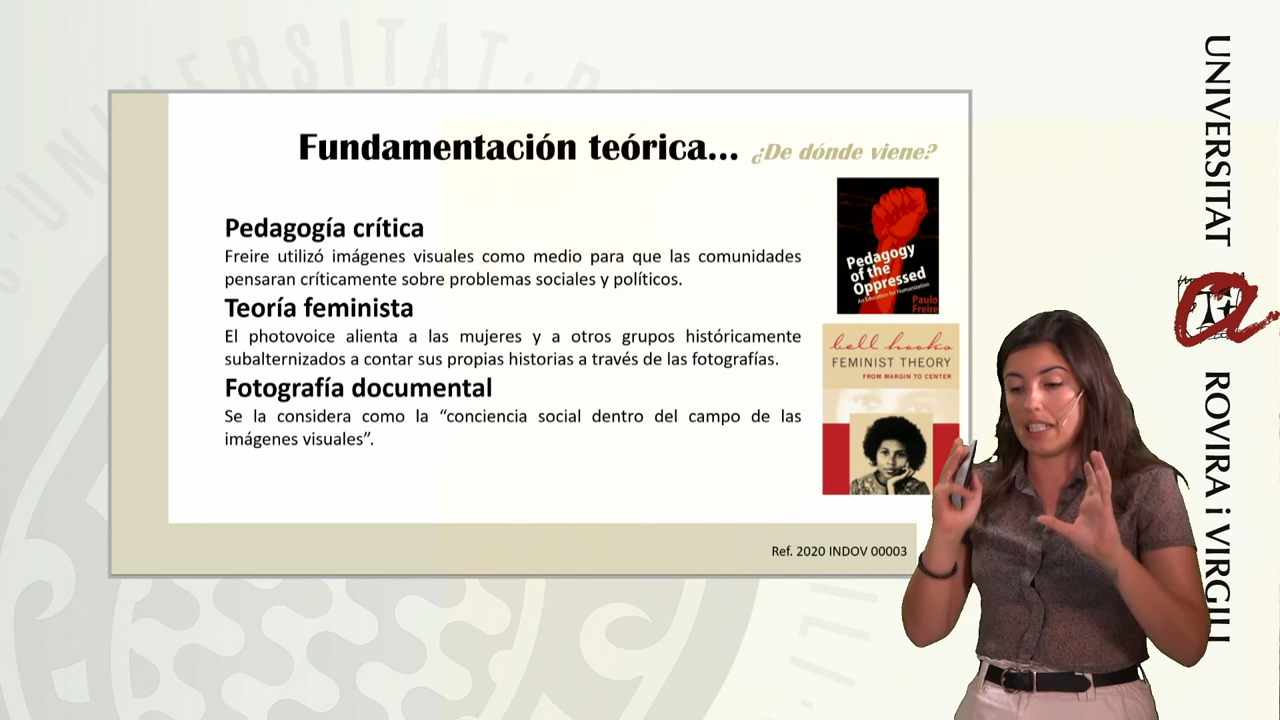 Fundamentación teórica... ¿De dónde viene?
Pedagogía crítica
Freire utilizó imágenes visuales como medio para que las comunidades
pensaran críticamente sobre problemas sociales y políticos.
Teoría feminista
El photovoice alienta a las mujeres y a otros grupos históricamente
subalternizados a contar sus propias historias a través de las fotografías.
Fotografía documental
Se la considera como la “conciencia social dentro del campo de las
imágenes visuales”.
Pedagogy
of the
Oppressed
An Education for Humanization
Paulo
Freire
bell hooks
FEMINIST THEORY
FROM MARGIN TO CENTER
Ref. 2020 INDOV 00003
UNIVERSITAT
ROVIRA i VIRGILI